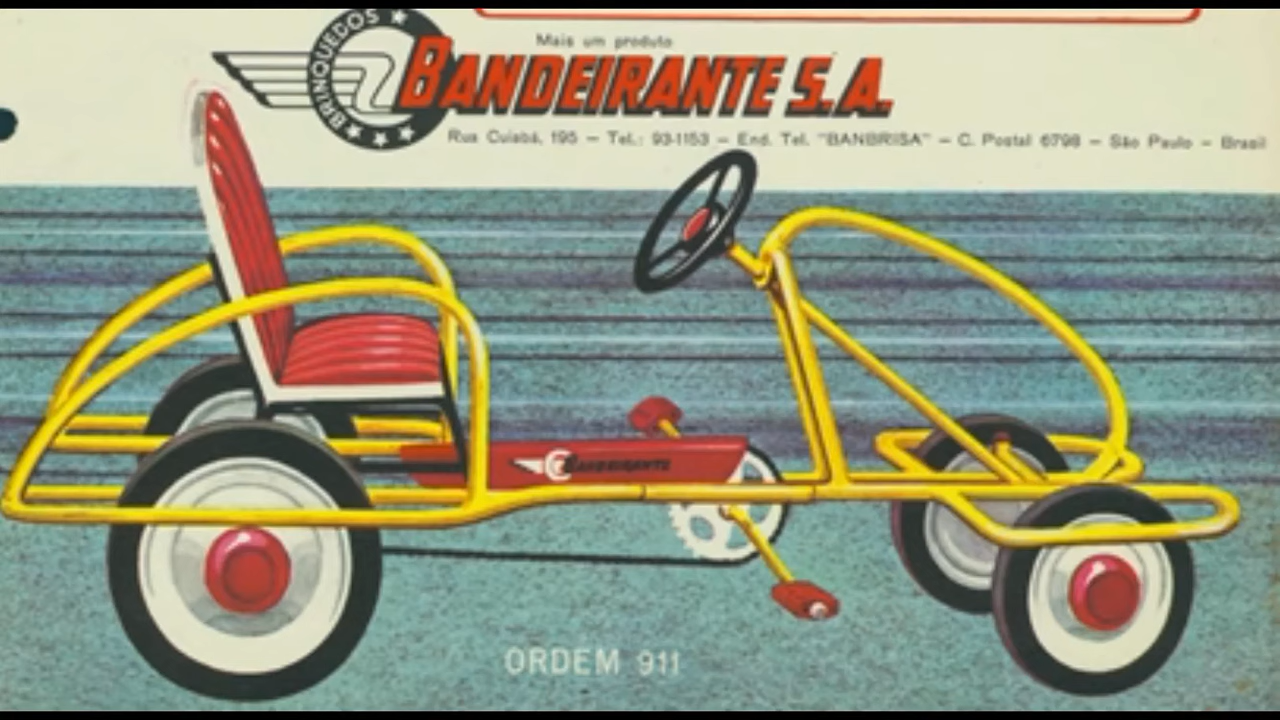 Mais um produto
BRINQUEDOS BANDEIRANTE S.A.
Rua Cuiabá, 195 — Tel.: 93-1153 — End. Tel. "BANBRISA" — C. Postal 6798 — São Paulo - Brasil
BANDEIRANTE
ORDEM 911